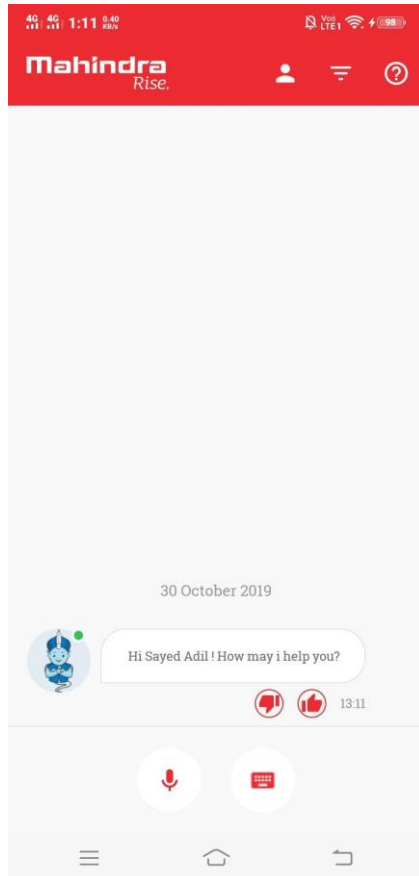 4G 4G 1:11 0.40 KB/s Vo) LTE1 98
Mahindra
Rise.
30 October 2019
Hi Sayed Adil ! How may i help you?
13:11